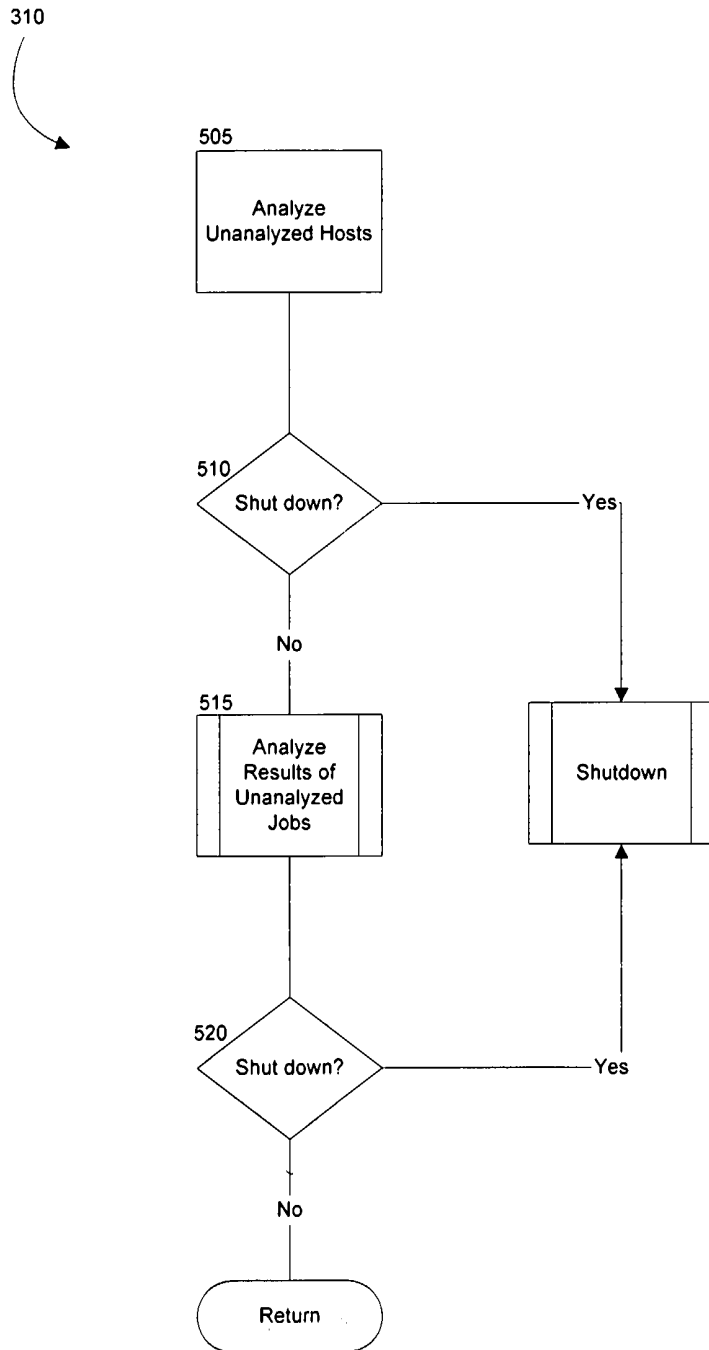 310
505
Analyze
Unanalyzed Hosts
510
Shut down?
Yes
No
515
Analyze
Results of
Unanalyzed
Jobs
Shutdown
520
Shut down?
Yes
No
Return